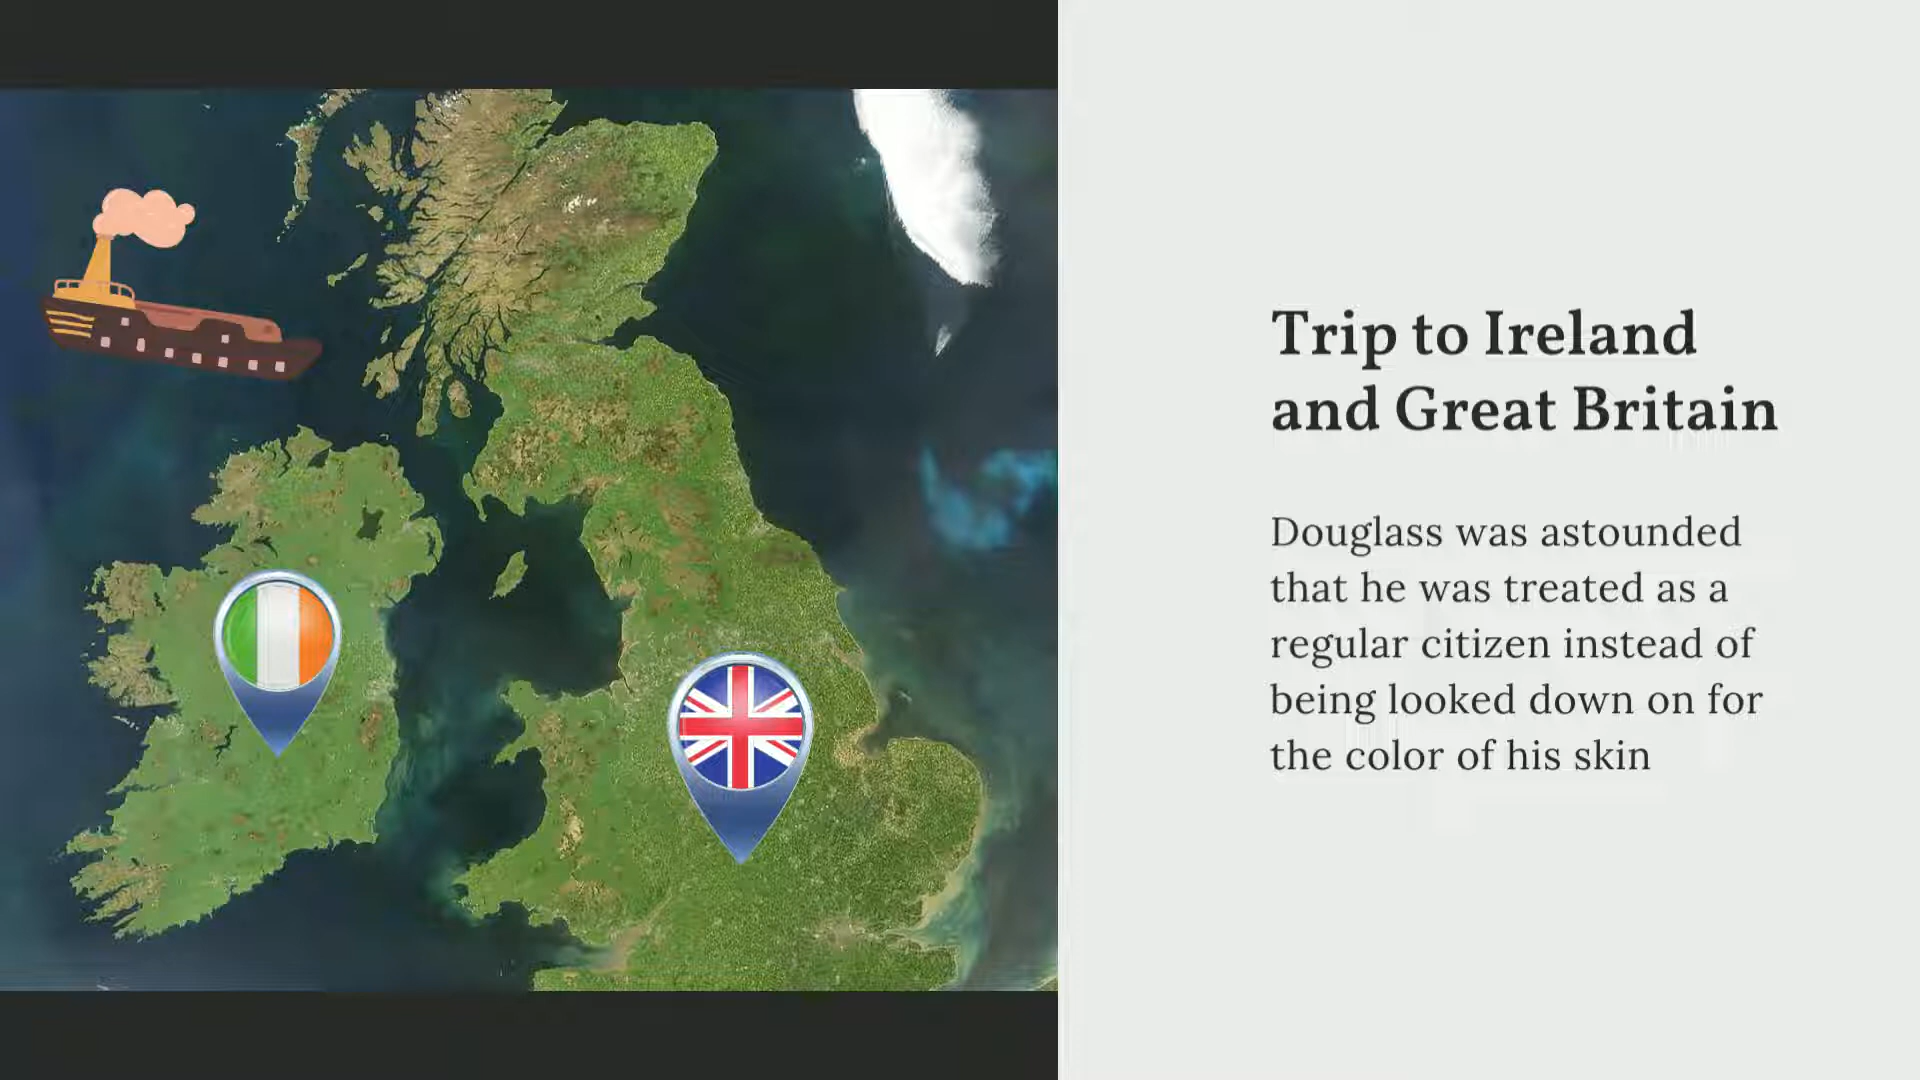 Trip to Ireland
and Great Britain
Douglass was astounded
that he was treated as a
regular citizen instead of
being looked down on for
the color of his skin